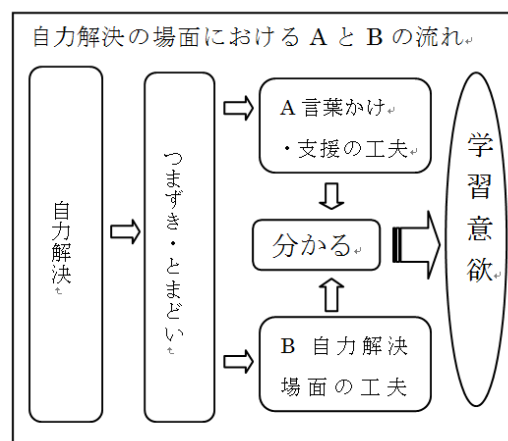 自力解決の場面における A と B の流れ
自力解決
つまずき・とまどい
A 言葉かけ
・支援の工夫
分かる
B 自力解決
場面の工夫
学習意欲